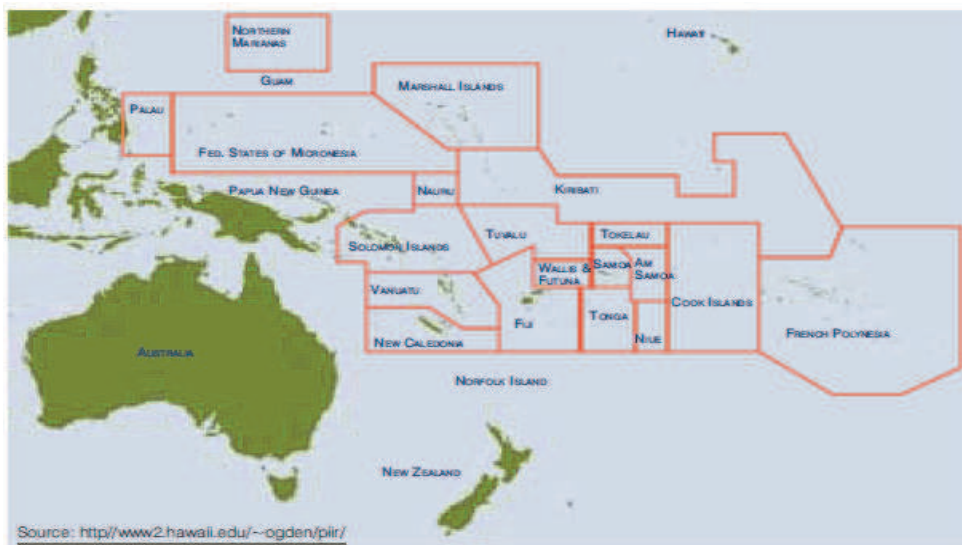 NORTHERN
MARIANAS
HAWAII
GUAM
MARSHALL ISLANDS
PALAU
FED. STATES OF MICRONESIA
PAPUA NEW GUINEA
NAURU
KIRIBATI
SOLOMON ISLANDS
TUVALU
TOKELAU
WALLIS &
FUTUNA
SAMOA
AM
SAMOA
VANUATU
COOK ISLANDS
FIJI
TONGA
NIUE
FRENCH POLYNESIA
NEW CALEDONIA
AUSTRALIA
NORFOLK ISLAND
NEW ZEALAND
Source: http//www2.hawaii.edu/~ogden/piir/